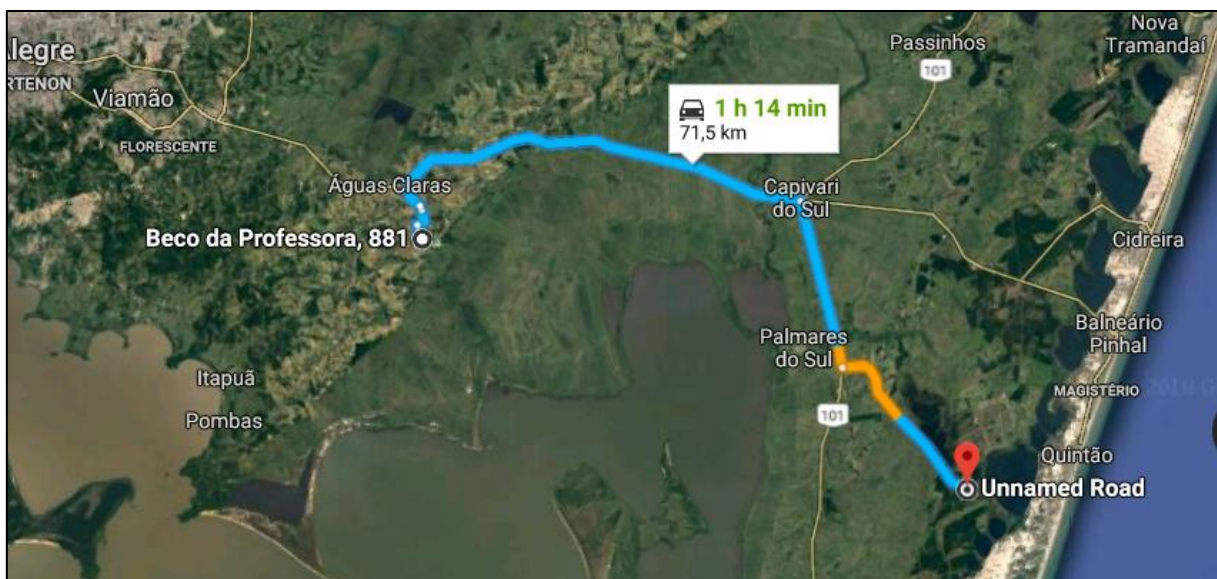 Nova
Tramandaí
Passinhos
101
Alegre
RTENON
Viamão
FLORESCENTE
1 h 14 min
71,5 km
Águas Claras
Capivari
do Sul
Beco da Professora, 881
Cidreira
Palmares
do Sul
Balneário
Pinhal
Itapuã
MAGISTÉRIO
Pombas
101
Quintão
Unnamed Road